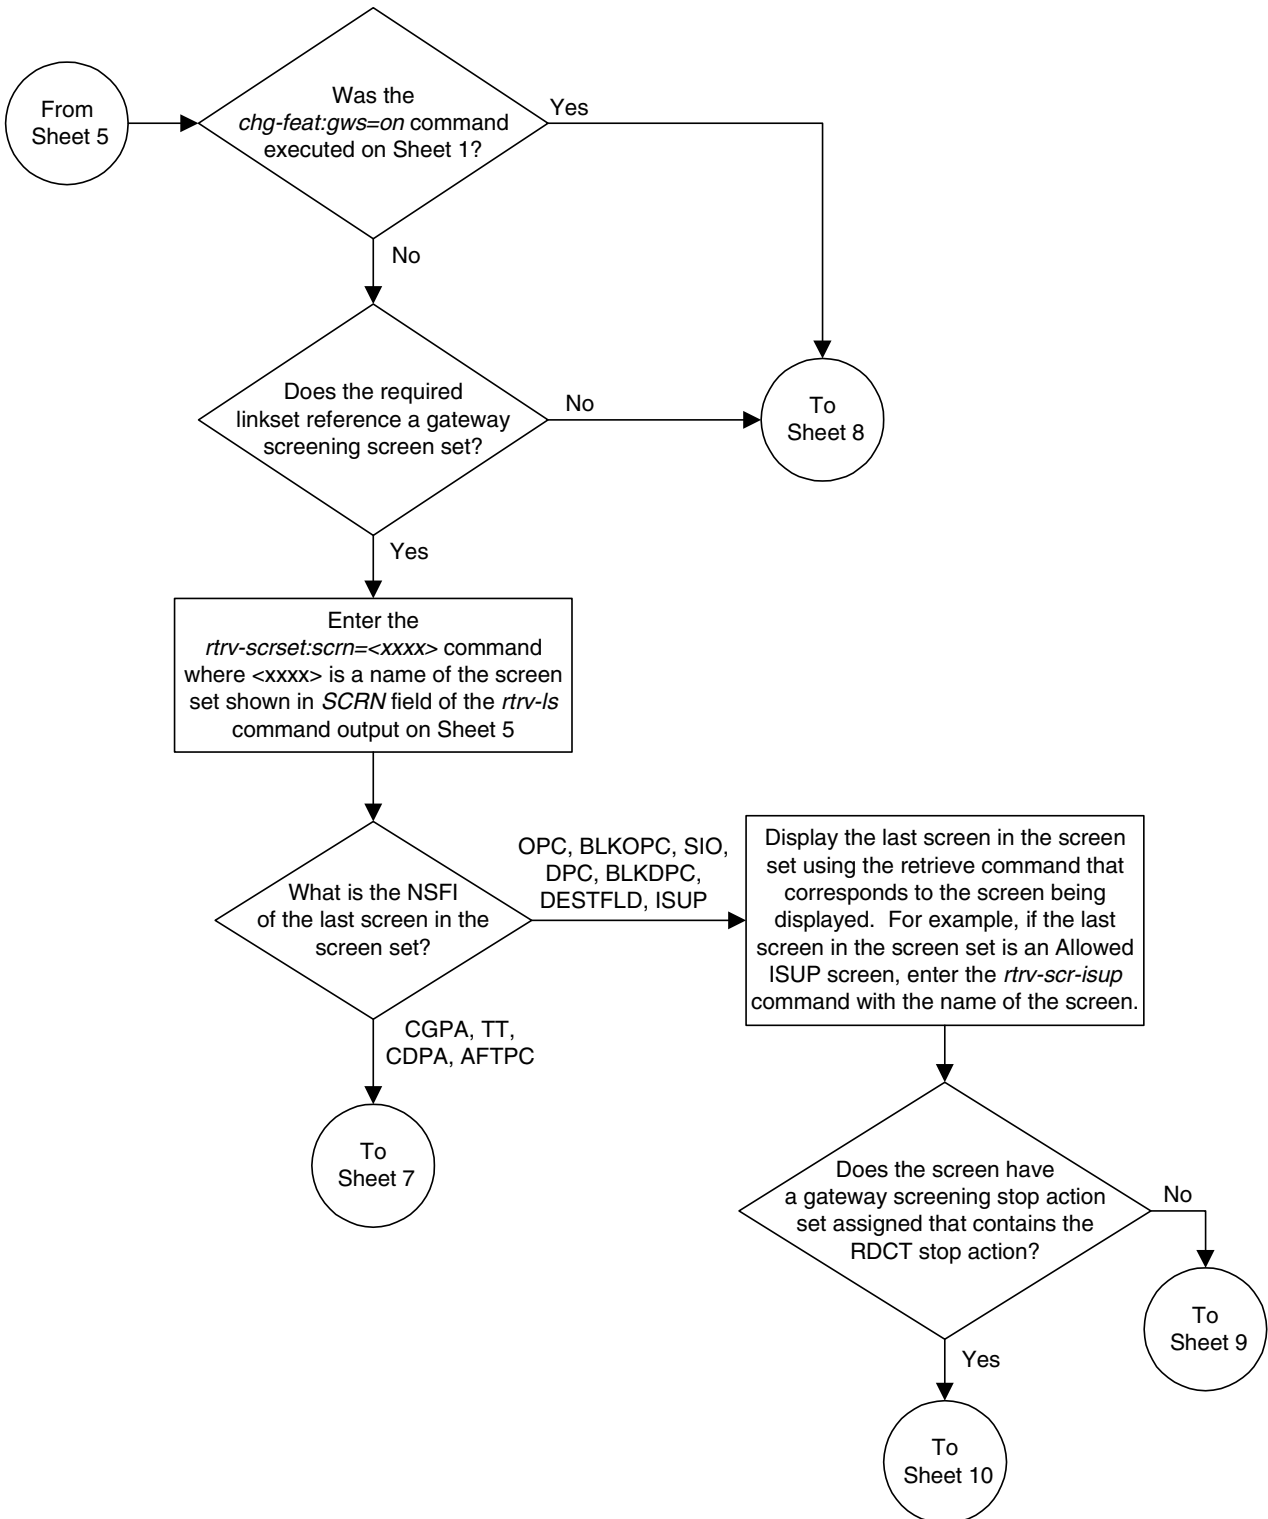 From
Sheet 5
Was the
chg-feat:gws=on command
executed on Sheet 1?
Yes
No
Does the required
linkset reference a gateway
screening screen set?
No
To
Sheet 8
Yes
Enter the
rtrv-scrset:scrn=<xxxx> command
where <xxxx> is a name of the screen
set shown in SCRN field of the rtrv-ls
command output on Sheet 5
What is the NSFI
of the last screen in the
screen set?
OPC, BLKOPC, SIO,
DPC, BLKDPC,
DESTFLD, ISUP
Display the last screen in the screen
set using the retrieve command that
corresponds to the screen being
displayed.  For example, if the last
screen in the screen set is an Allowed
ISUP screen, enter the rtrv-scr-isup
command with the name of the screen.
CGPA, TT,
CDPA, AFTPC
To
Sheet 7
Does the screen have
a gateway screening stop action
set assigned that contains the
RDCT stop action?
No
To
Sheet 9
Yes
To
Sheet 10